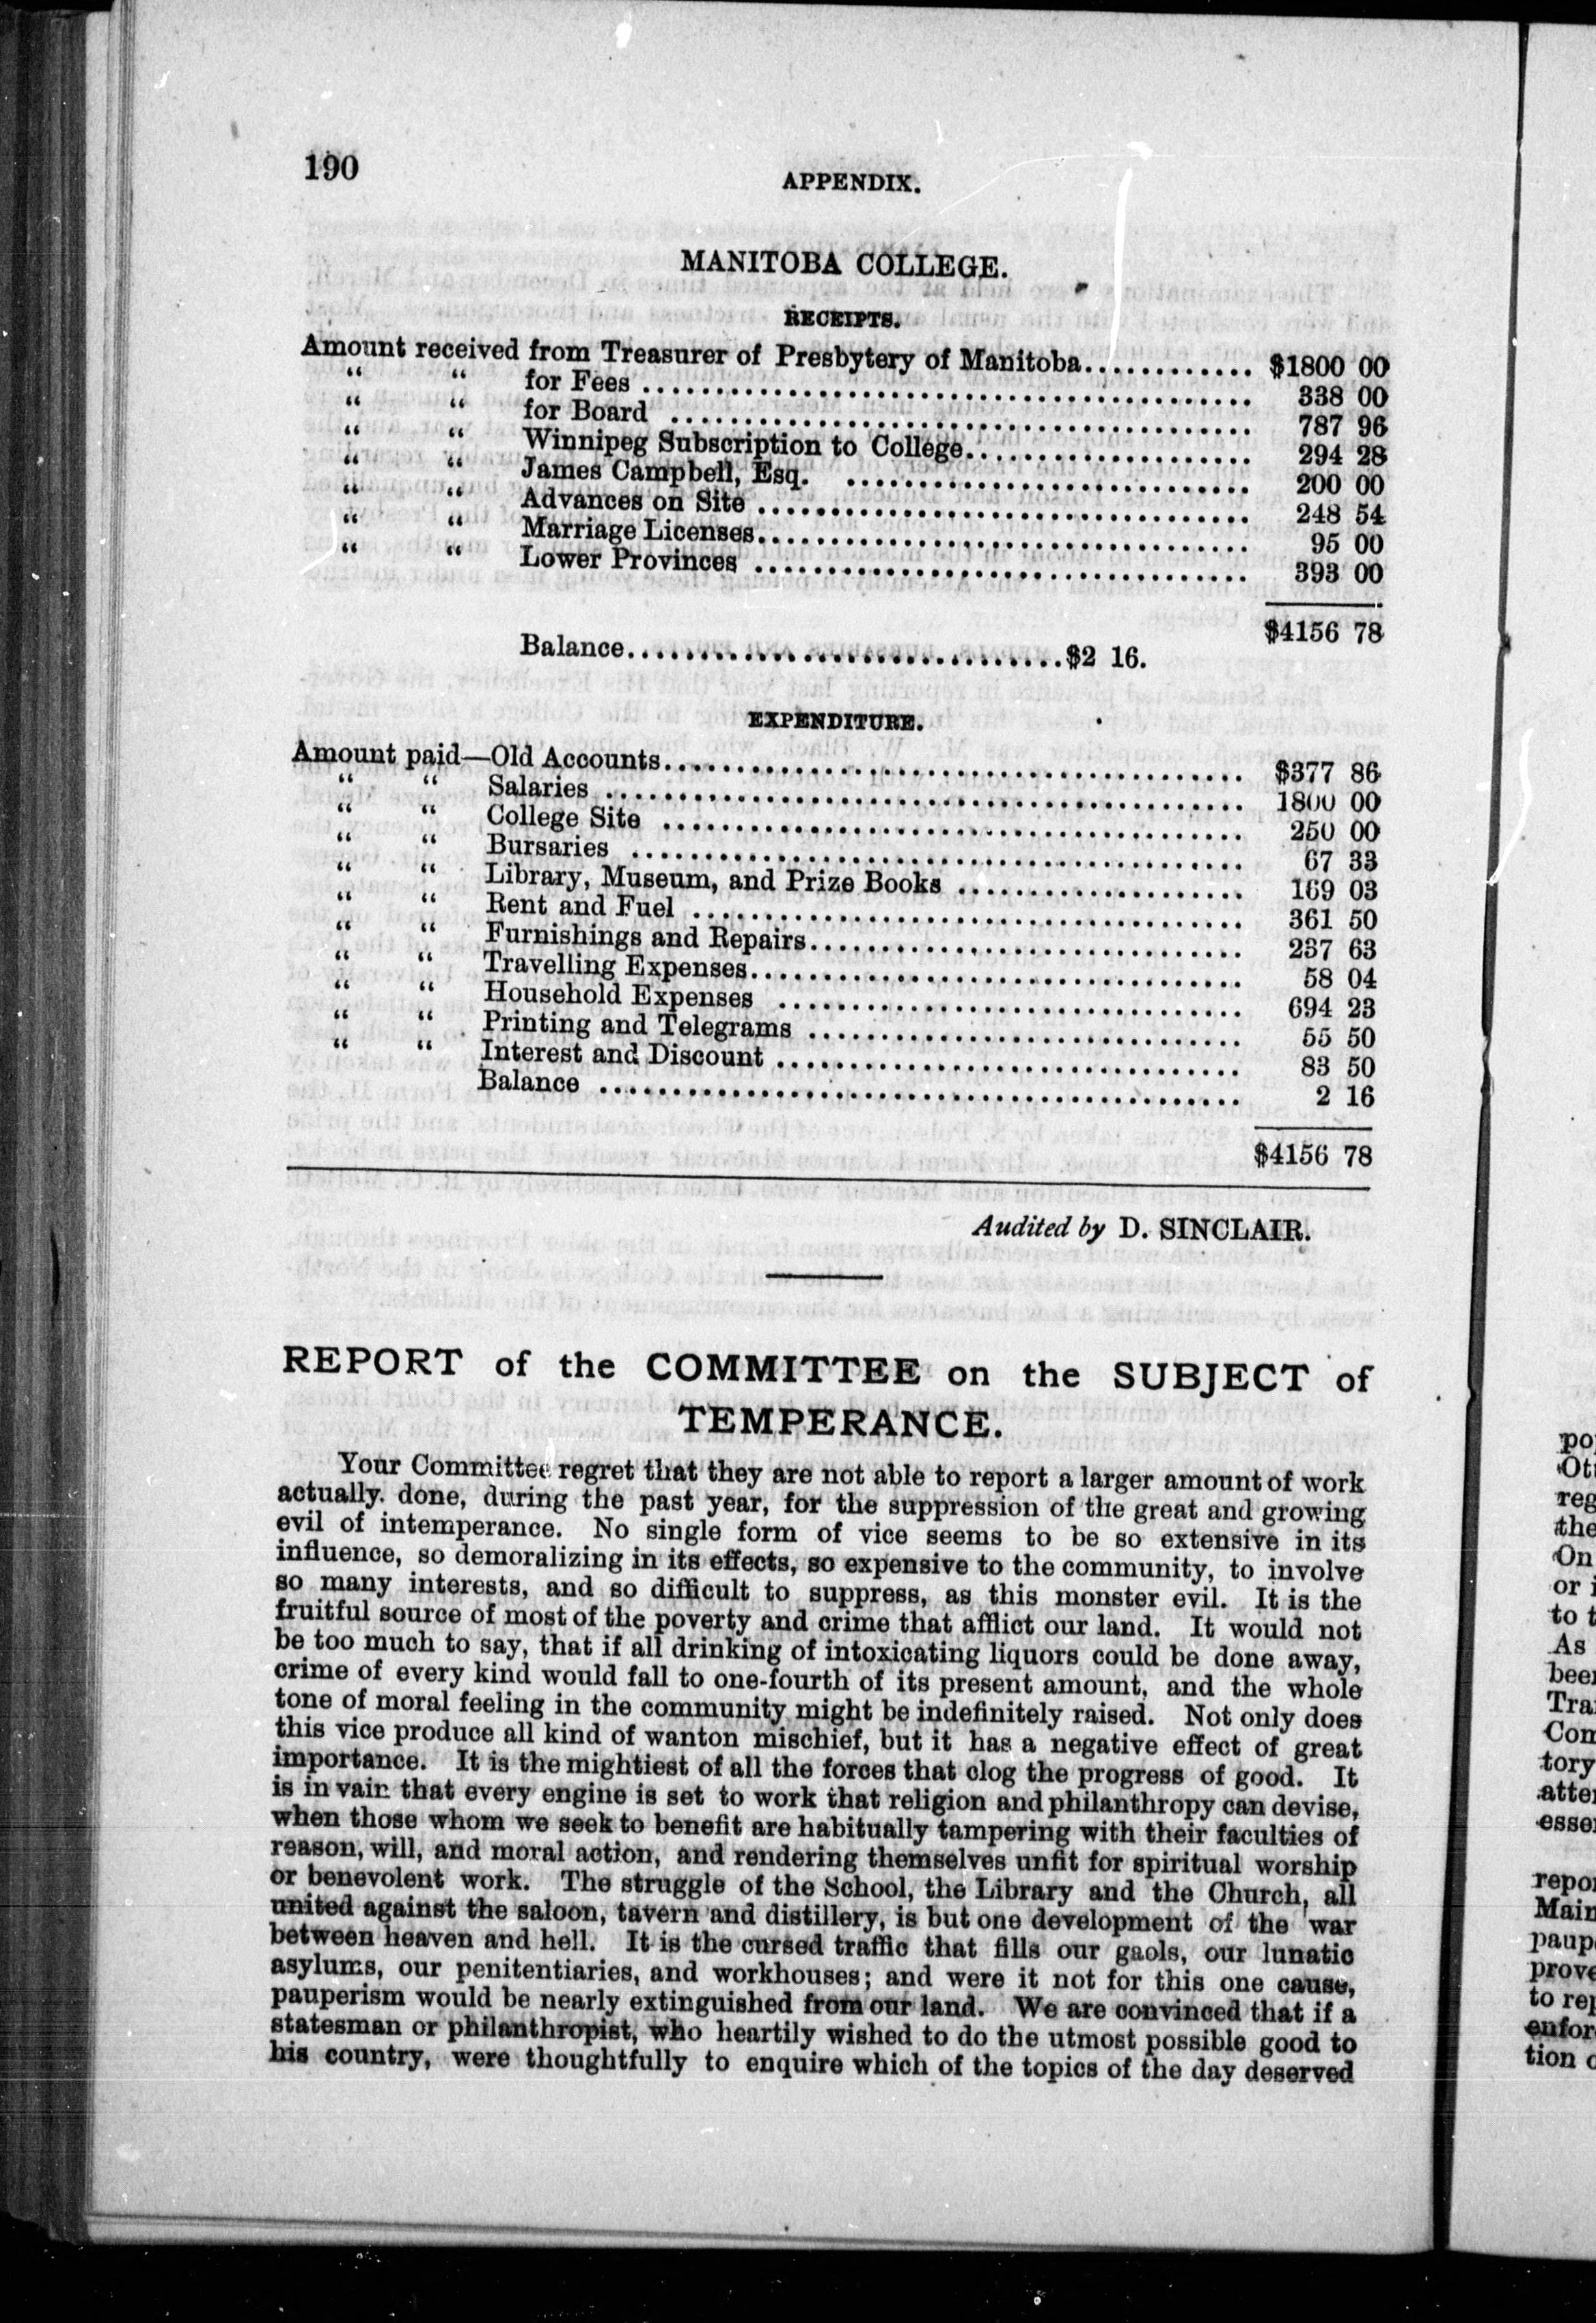 190
APPENDIX.
MANITOBA COLLEGE.
RECEIPTS.
Amount received from Treasurer of Presbytery of Manitoba............ $1800 00
“ “ for Fees ........................................ 338 00
“ “ for Board ....................................... 787 96
“ “ Winnipeg Subscription to College................... 294 28
“ “ James Campbell, Esq. ........................... 200 00
“ “ Advances on Site ................................. 248 54
“ “ Marriage Licenses................................. 95 00
“ “ Lower Provinces ................................. 393 00
$4156 78
Balance..............................$2 16.
EXPENDITURE.
Amount paid—Old Accounts....................................... $377 86
“ “ Salaries ........................................... 1800 00
“ “ College Site ....................................... 250 00
“ “ Bursaries .......................................... 67 33
“ “ Library, Museum, and Prize Books .................... 169 03
“ “ Rent and Fuel ..................................... 361 50
“ “ Furnishings and Repairs............................. 237 63
“ “ Travelling Expenses................................. 58 04
“ “ Household Expenses ............................... 694 23
“ “ Printing and Telegrams ............................. 55 50
“ “ Interest and Discount ............................... 83 50
Balance ............................................ 2 16
$4156 78
Audited by D. SINCLAIR.
REPORT of the COMMITTEE on the SUBJECT of
TEMPERANCE.
Your Committee regret that they are not able to report a larger amount of work
actually. done, during the past year, for the suppression of the great and growing
evil of intemperance. No single form of vice seems to be so extensive in its
influence, so demoralizing in its effects, so expensive to the community, to involve
so many interests, and so difficult to suppress, as this monster evil. It is the
fruitful source of most of the poverty and crime that afflict our land. It would not
be too much to say, that if all drinking of intoxicating liquors could be done away,
crime of every kind would fall to one-fourth of its present amount, and the whole
tone of moral feeling in the community might be indefinitely raised. Not only does
this vice produce all kind of wanton mischief, but it has a negative effect of great
importance. It is the mightiest of all the forces that clog the progress of good. It
is in vain that every engine is set to work that religion and philanthropy can devise,
when those whom we seek to benefit are habitually tampering with their faculties of
reason, will, and moral action, and rendering themselves unfit for spiritual worship
or benevolent work. The struggle of the School, the Library and the Church, all
united against the saloon, tavern and distillery, is but one development of the war
between heaven and hell. It is the cursed traffic that fills our gaols, our lunatic
asylums, our penitentiaries, and workhouses; and were it not for this one cause,
pauperism would be nearly extinguished from our land. We are convinced that if a
statesman or philanthropist, who heartily wished to do the utmost possible good to
his country, were thoughtfully to enquire which of the topics of the day deserved